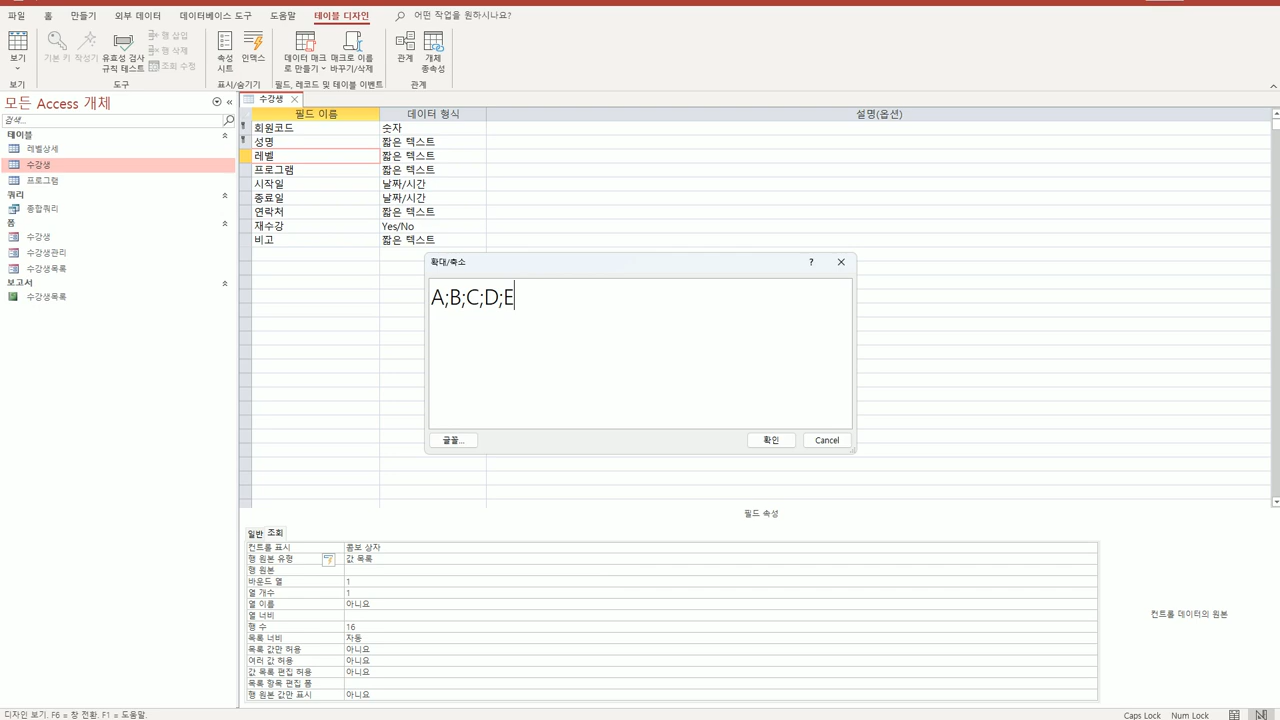 파일 홈 만들기 외부 데이터 데이터베이스 도구 도움말 테이블 디자인 어떤 작업을 원하시나요?
보기
기본 키
작성기
유효성 검사
규칙 테스트
행 삽입
행 삭제
조회 수정
속성
시트
인덱스
데이터 매크
로 만들기
매크로 이름
바꾸기/삭제
관계
개체
종속성
보기 도구 표시/숨기기 필드, 레코드 및 테이블 이벤트 관계
모든 Access 개체
검색...
테이블
레벨상세
수강생
프로그램
쿼리
종합쿼리
폼
수강생
수강생관리
수강생목록
보고서
수강생목록
수강생
필드 이름 데이터 형식 설명(옵션)
회원코드 숫자
성명 짧은 텍스트
레벨 짧은 텍스트
프로그램 짧은 텍스트
시작일 날짜/시간
종료일 날짜/시간
연락처 짧은 텍스트
재수강 Yes/No
비고 짧은 텍스트
확대/축소 ?
A;B;C;D;E
글꼴... 확인 Cancel
필드 속성
일반 조회
컨트롤 표시 콤보 상자
행 원본 유형 값 목록
행 원본
바운드 열 1
열 개수 1
열 이름 아니요
열 너비
행 수 16
목록 너비 자동
목록 값만 허용 아니요
여러 값 허용 아니요
값 목록 편집 허용 아니요
목록 항목 편집 폼
행 원본 값만 표시 아니요
컨트롤 데이터의 원본
디자인 보기. F6 = 창 전환. F1 = 도움말. Caps Lock Num Lock